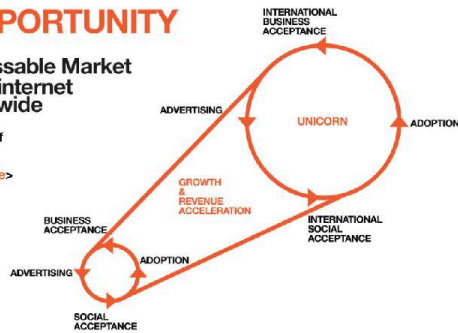 PORTUNITY
ssable Market
internet
wide
f
e>
INTERNATIONAL
BUSINESS
ACCEPTANCE
ADVERTISING
UNICORN
ADOPTION
GROWTH
&
REVENUE
ACCELERATION
INTERNATIONAL
SOCIAL
ACCEPTANCE
BUSINESS
ACCEPTANCE
ADVERTISING
ADOPTION
SOCIAL
ACCEPTANCE